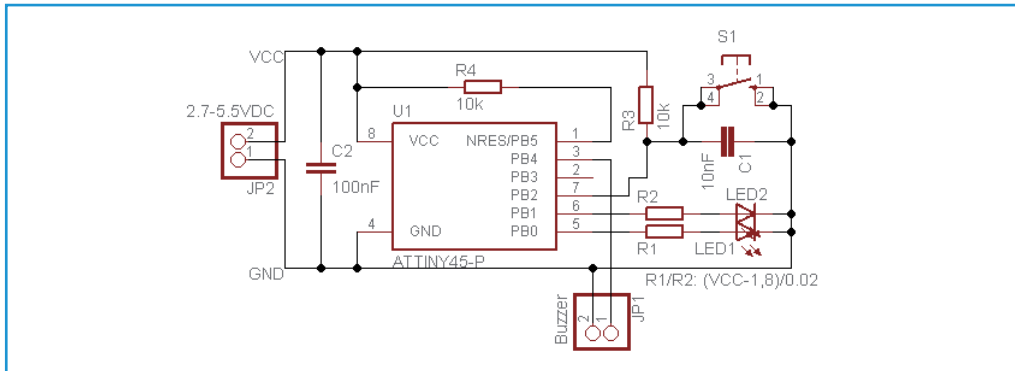 S1
VCC
R4
3
1
4
2
10k
2.7-5.5VDC
U1
R3
10k
2
1
JP2
C2
100nF
8
VCC
NRES/PB5
1
PB4
3
PB3
2
PB2
7
PB1
6
4
GND
PB0
5
ATTINY45-P
10nF
C1
R2
LED2
R1
LED1
GND
R1/R2: (VCC-1,8)/0.02
Buzzer
2
1
JP1